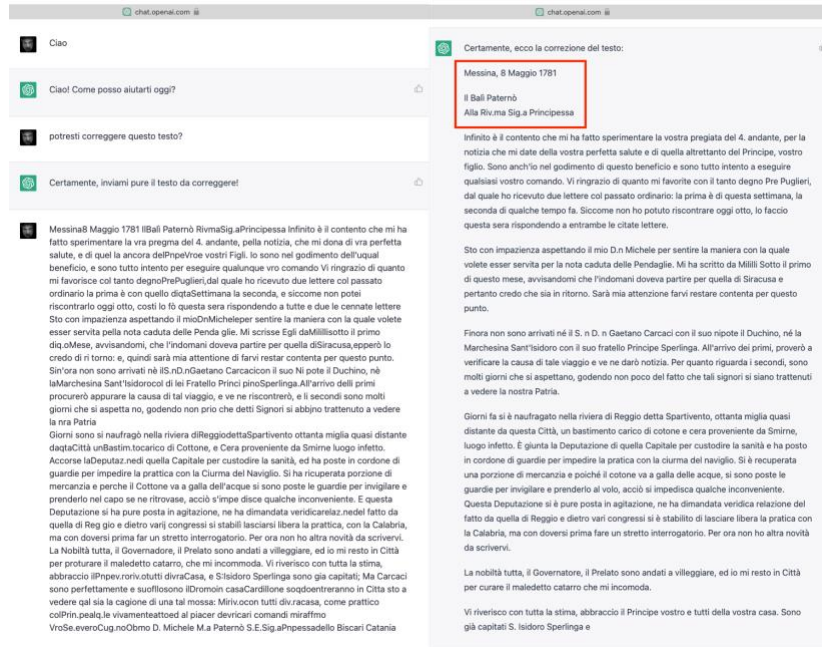 chat.openai.com
Ciao
Ciao! Come posso aiutarti oggi?
potresti correggere questo testo?
Certamente, inviami pure il testo da correggere!
Messina8 Maggio 1781 IlBalì Paternò RivmaSig.aPrincipessa Infinito è il contento che mi ha
fatto sperimentare la vra pregma del 4. andante, pella notizia, che mi dona di vra perfetta
salute, e di quel la ancora delPnpeVroe vostri Figli. Io sono nel godimento dell'uqual
beneficio, e sono tutto intento per eseguire qualunque vro comando Vi ringrazio di quanto
mi favorisce col tanto degnoPrePuglieri,dal quale ho ricevuto due lettere col passato
ordinario la prima è con quello diqtaSettimana la seconda, e siccome non potei
riscontrarlo oggi otto, costi lo fò questa sera rispondendo a tutte e due le cennate lettere
Sto con impazienza aspettando il mioDnMicheleper sentire la maniera con la quale volete
esser servita pella nota caduta delle Penda glie. Mi scrisse Egli daMililliisotto il primo
diq.oMese, avvisandomi, che l'indomani doveva partire per quella diSiracusa,epperò lo
credo di ri torno: e, quindi sarà mia attenzione di farvi restar contenta per questo punto.
Sin'ora non sono arrivati nè ilS.nD.nGaetano Carcacicon il suo Ni pote il Duchino, nè
laMarchesina Sant'Isidorocol di lei Fratello Princi pinoSperlinga.All'arrivo delli primi
procurerò appurare la causa di tal viaggio, e ve ne riscontrerò, e li secondi sono molti
giorni che si aspetta no, godendo non prio che detti Signori si abbjno trattenuto a vedere
la nra Patria
Giorni sono si naufragò nella riviera diReggiodettaSpartivento, ottanta miglia quasi distante
daqtaCittà unBastim.tocarico di Cottone, e Cera proveniente da Smirne luogo infetto.
Accorse laDeputaz.nedi quella Capitale per custodire la sanità, ed ha poste in cordone di
guardie per impedire la prattica con la Ciurma del Naviglio. Si ha ricuperata porzione di
mercanzia e perche il Cottone va a galla dell'acque si sono poste le guardie per invigilare e
prenderlo nel capo se ne ritrovase, acciò s'impe disce qualche inconveniente. E questa
Deputazione si ha pure posta in agitazione, ne ha dimandata veridicarelaz.nedel fatto da
quella di Reg gio e dietro varij congressi si stabilì lasciarsi libera la prattica, con la Calabria,
ma con doversi prima far un stretto interrogatorio. Per ora non ho altra novità da scrivervi.
La Nobiltà tutta, il Governadore, il Prelato sono andati a villeggiare, ed io mi resto in Città
per proturare il maledetto catarro, che mi incommoda. Vi riverisco con tutta la stima,
abbraccio ilPnpev.roriv.otutti divraCasa, e S:Isidoro Sperlinga sono gia capitati; Ma Carcaci
sono perfettamente e suofllosono ilDromoin casaCardillone soqdoentreranno in Citta sto a
vedere qal sia la cagione di una tal mossa: Miriv.ocon tutti div.racasa, come prattico
colPrin.pealq.le vivamenteattoed al piacer devricari comandi miraffmo
VroSe.everoCug.noObmo D. Michele M.a Paternò S.E.Sig.aPnpessadello Biscari Catania
chat.openai.com
Certamente, ecco la correzione del testo:
Messina, 8 Maggio 1781
Il Balì Paternò
Alla Riv.ma Sig.a Principessa
Infinito è il contento che mi ha fatto sperimentare la vostra pregiata del 4. andante, per la
notizia che mi date della vostra perfetta salute e di quella altrettanto del Principe, vostro
figlio. Sono anch'io nel godimento di questo beneficio e sono tutto intento a eseguire
qualsiasi vostro comando. Vi ringrazio di quanto mi favorite con il tanto degno Pre Puglieri,
dal quale ho ricevuto due lettere col passato ordinario: la prima è di questa settimana, la
seconda di qualche tempo fa. Siccome non ho potuto riscontrare oggi otto, lo faccio
questa sera rispondendo a entrambe le citate lettere.
Sto con impazienza aspettando il mio D.n Michele per sentire la maniera con la quale
volete esser servita per la nota caduta delle Pendaglie. Mi ha scritto da Mililli Sotto il primo
di questo mese, avvisandomi che l'indomani doveva partire per quella di Siracusa e
pertanto credo che sia in ritorno. Sarà mia attenzione farvi restare contenta per questo
punto.
Finora non sono arrivati né il S. n D. n Gaetano Carcaci con il suo nipote il Duchino, né la
Marchesina Sant'Isidoro con il suo fratello Principe Sperlinga. All'arrivo dei primi, proverò a
verificare la causa di tale viaggio e ve ne darò notizia. Per quanto riguarda i secondi, sono
molti giorni che si aspettano, godendo non poco del fatto che tali signori si siano trattenuti
a vedere la nostra Patria.
Giorni fa si è naufragato nella riviera di Reggio detta Spartivento, ottanta miglia quasi
distante da questa Città, un bastimento carico di cotone e cera proveniente da Smirne,
luogo infetto. È giunta la Deputazione di quella Capitale per custodire la sanità e ha posto
in cordone di guardie per impedire la pratica con la ciurma del naviglio. Si è recuperata
una porzione di mercanzia e poiché il cotone va a galla delle acque, si sono poste le
guardie per invigilare e prenderlo al volo, acciò si impedisca qualche inconveniente.
Questa Deputazione si è pure posta in agitazione, ne ha dimandata veridica relazione del
fatto da quella di Reggio e dietro vari congressi si è stabilito di lasciare libera la pratica con
la Calabria, ma con doversi prima fare un stretto interrogatorio. Per ora non ho altra novità
da scrivervi.
La nobiltà tutta, il Governatore, il Prelato sono andati a villeggiare, ed io mi resto in Città
per curare il maledetto catarro che mi incomoda.
Vi riverisco con tutta la stima, abbraccio il Principe vostro e tutti della vostra casa. Sono
già capitati S. Isidoro Sperlinga e